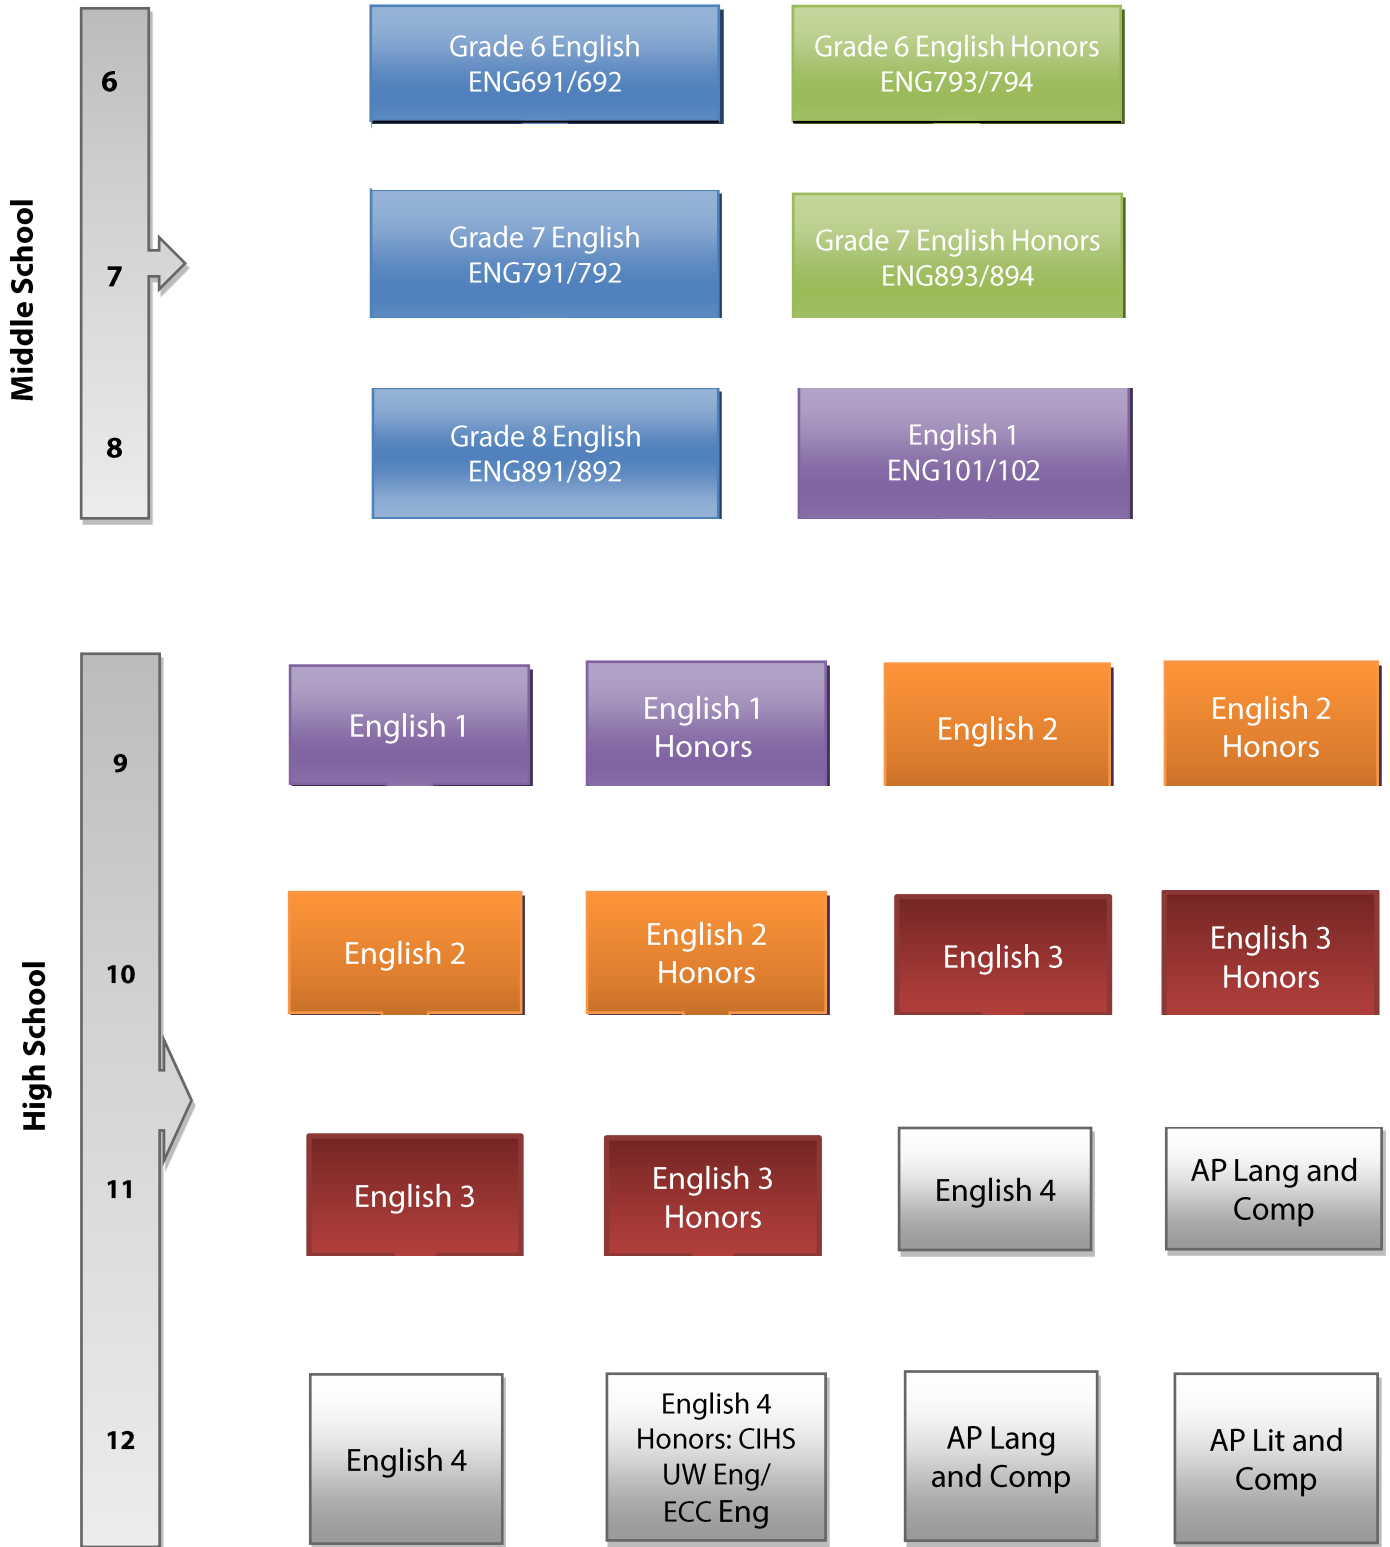 Middle School
6
Grade 6 English
ENG691/692
Grade 6 English Honors
ENG793/794
7
Grade 7 English
ENG791/792
Grade 7 English Honors
ENG893/894
8
Grade 8 English
ENG891/892
English 1
ENG101/102
High School
9
English 1
English 1
Honors
English 2
English 2
Honors
10
English 2
English 2
Honors
English 3
English 3
Honors
11
English 3
English 3
Honors
English 4
AP Lang and
Comp
12
English 4
English 4
Honors: CIHS
UW Eng/
ECC Eng
AP Lang
and Comp
AP Lit and
Comp